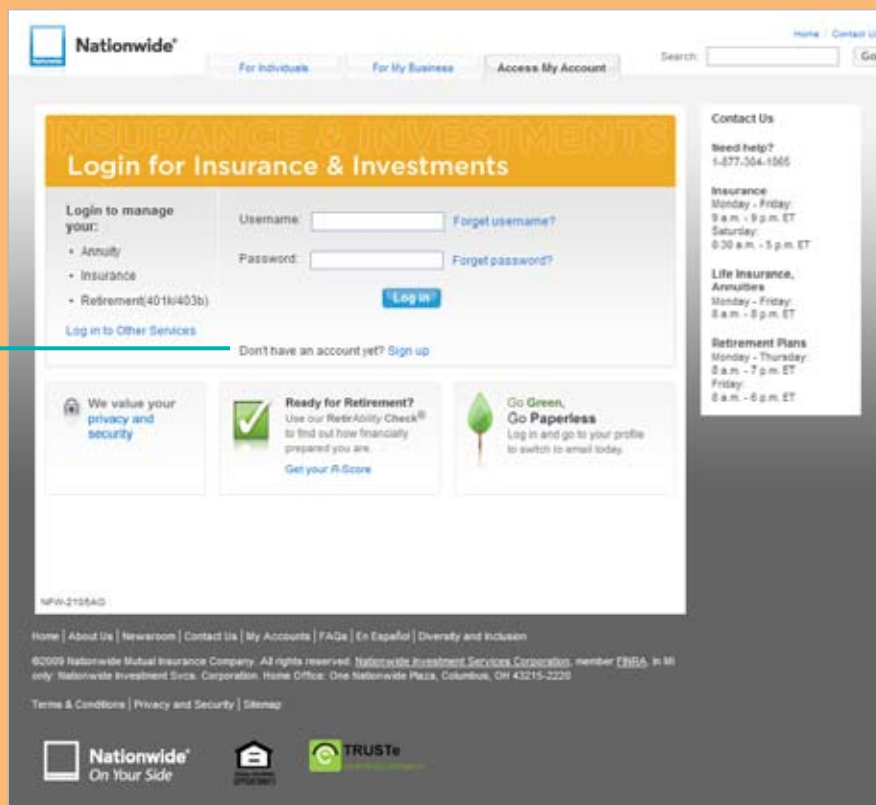 Nationwide®
Home | Contact Us
For Individuals
For My Business
Access My Account
Search:
Go
INSURANCE & INVESTMENTS
Login for Insurance & Investments
Login to manage
your:
• Annuity
• Insurance
• Retirement(401k/403b)
Log in to Other Services
Username:
Forget username?
Password:
Forget password?
Log in
Don't have an account yet? Sign up
We value your
privacy and
security
Ready for Retirement?
Use our RetirAbility Check®
to find out how financially
prepared you are.
Get your R-Score
Go Green,
Go Paperless
Log in and go to your profile
to switch to email today.
NFW-2105AO
Contact Us
Need help?
1-877-304-1065
Insurance
Monday - Friday:
9 a.m. - 9 p.m. ET
Saturday:
8:30 a.m. - 5 p.m. ET
Life Insurance,
Annuities
Monday - Friday:
8 a.m. - 8 p.m. ET
Retirement Plans
Monday - Thursday:
8 a.m. - 7 p.m. ET
Friday:
8 a.m. - 6 p.m. ET
Home | About Us | Newsroom | Contact Us | My Accounts | FAQs | En Español | Diversity and Inclusion
©2009 Nationwide Mutual Insurance Company. All rights reserved. Nationwide Investment Services Corporation, member FINRA. In MI
only: Nationwide Investment Svcs. Corporation. Home Office: One Nationwide Plaza, Columbus, OH 43215-2220
Terms & Conditions | Privacy and Security | Sitemap
Nationwide®
On Your Side
TRUSTe